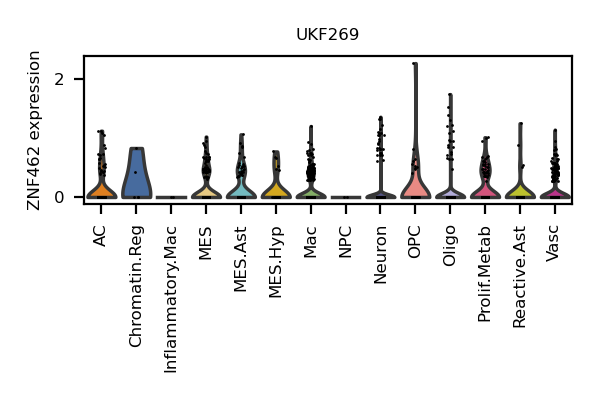 UKF269
ZNF462 expression
2
0
AC
Chromatin.Reg
Inflammatory.Mac
MES
MES.Ast
MES.Hyp
Mac
NPC
Neuron
OPC
Oligo
Prolif.Metab
Reactive.Ast
Vasc